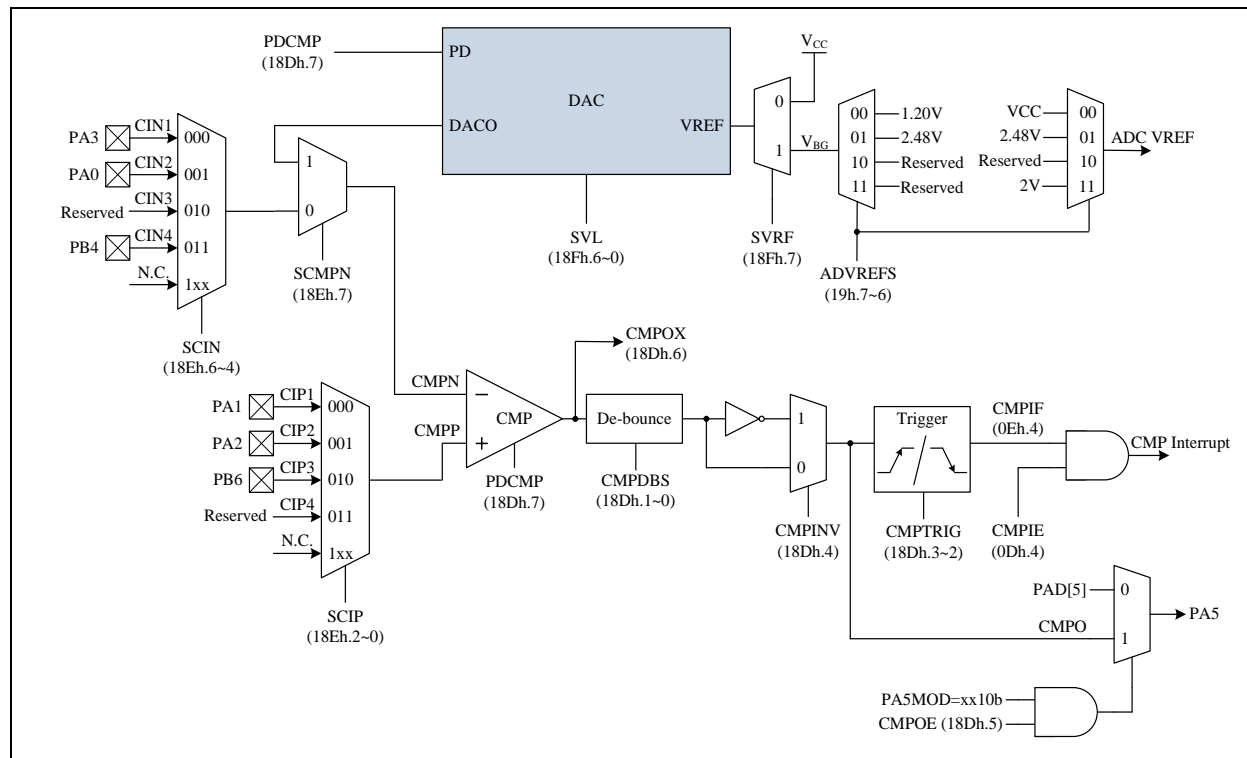 PDCMP
(18Dh.7)
PD
DAC
DACO
VREF
V_CC
0
1
V_BG
00
01
10
11
1.20V
2.48V
Reserved
Reserved
VCC
2.48V
Reserved
2V
00
01
10
11
ADC VREF
PA3
CIN1
000
PA0
CIN2
001
Reserved
CIN3
010
PB4
CIN4
011
N.C.
1xx
1
0
SCMPN
(18Eh.7)
SVL
(18Fh.6~0)
SVRF
(18Fh.7)
ADVREFS
(19h.7~6)
SCIN
(18Eh.6~4)
CMPOX
(18Dh.6)
PA1
CIP1
000
PA2
CIP2
001
PB6
CIP3
010
Reserved
CIP4
011
N.C.
1xx
SCIP
(18Eh.2~0)
CMPN
CMPP
−
+
CMP
PDCMP
(18Dh.7)
De-bounce
CMPDBS
(18Dh.1~0)
1
0
CMPINV
(18Dh.4)
Trigger
CMPTRIG
(18Dh.3~2)
CMPIF
(0Eh.4)
CMP Interrupt
CMPIE
(0Dh.4)
PAD[5]
0
CMPO
1
PA5
PA5MOD=xx10b
CMPOE (18Dh.5)